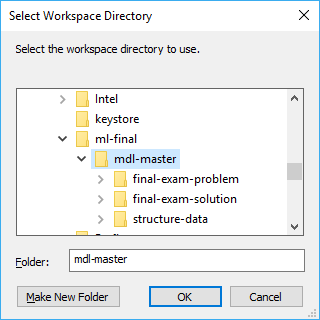 Select Workspace Directory
Select the workspace directory to use.
Intel
keystore
ml-final
mdl-master
final-exam-problem
final-exam-solution
structure-data
Folder: mdl-master
Make New Folder OK Cancel